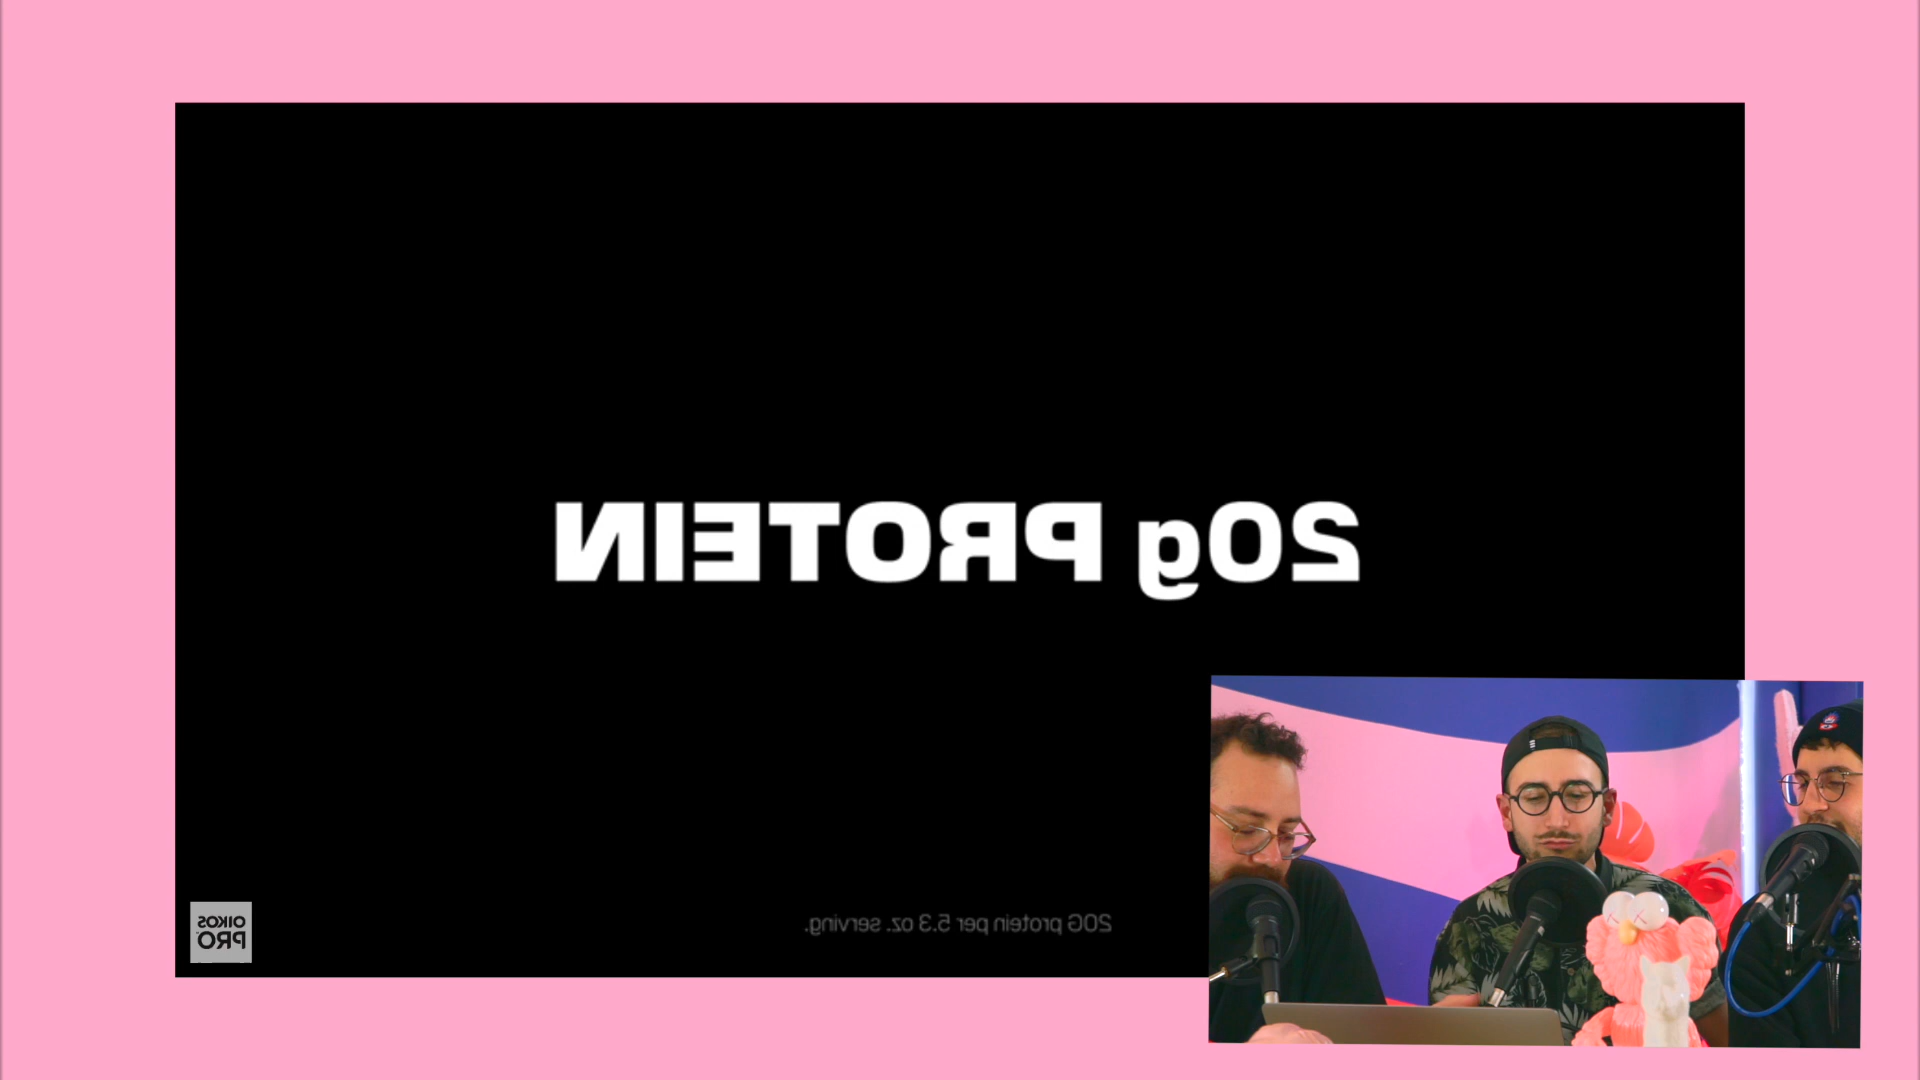 20g PROTEIN
20G protein per 5.3 oz. serving.
OIKOS
PRO